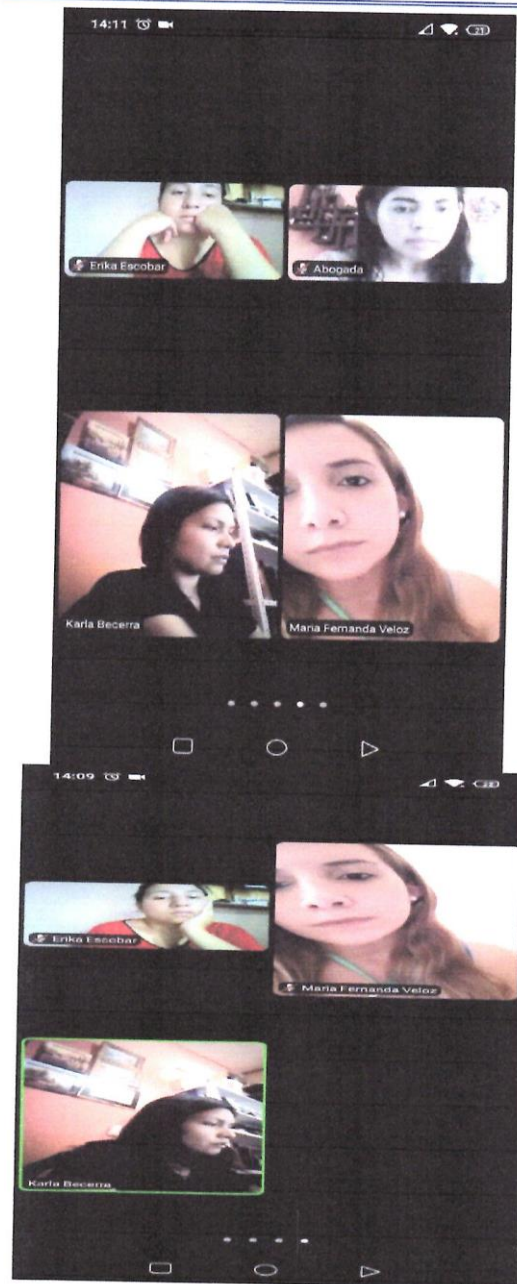 14:11
21
Erika Escobar
Abogada
Karla Becerra
Maria Fernanda Veloz
14:09
Erika Escobar
Maria Fernanda Veloz
Karla Becerra